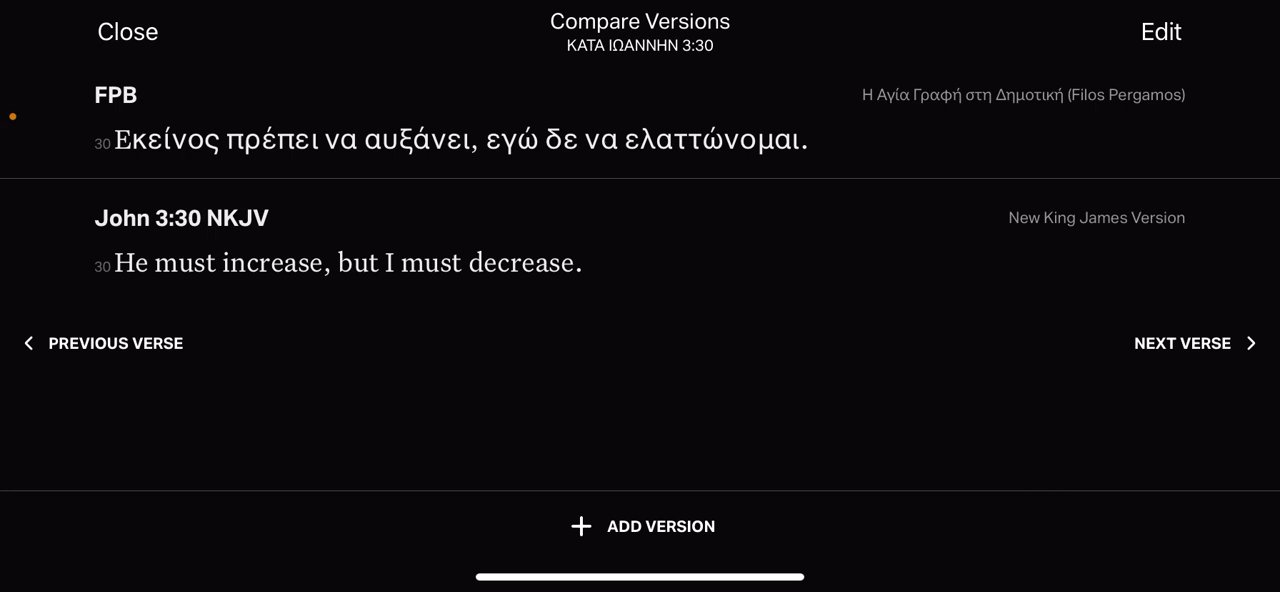 Close
Compare Versions
Edit
ΚΑΤΑ ΙΩΑΝΝΗΝ 3:30
FPB
Η Αγία Γραφή στη Δημοτική (Filos Pergamos)
30 Εκείνος πρέπει να αυξάνει, εγώ δε να ελαττώνομαι.
John 3:30 NKJV
New King James Version
30 He must increase, but I must decrease.
PREVIOUS VERSE
NEXT VERSE
ADD VERSION